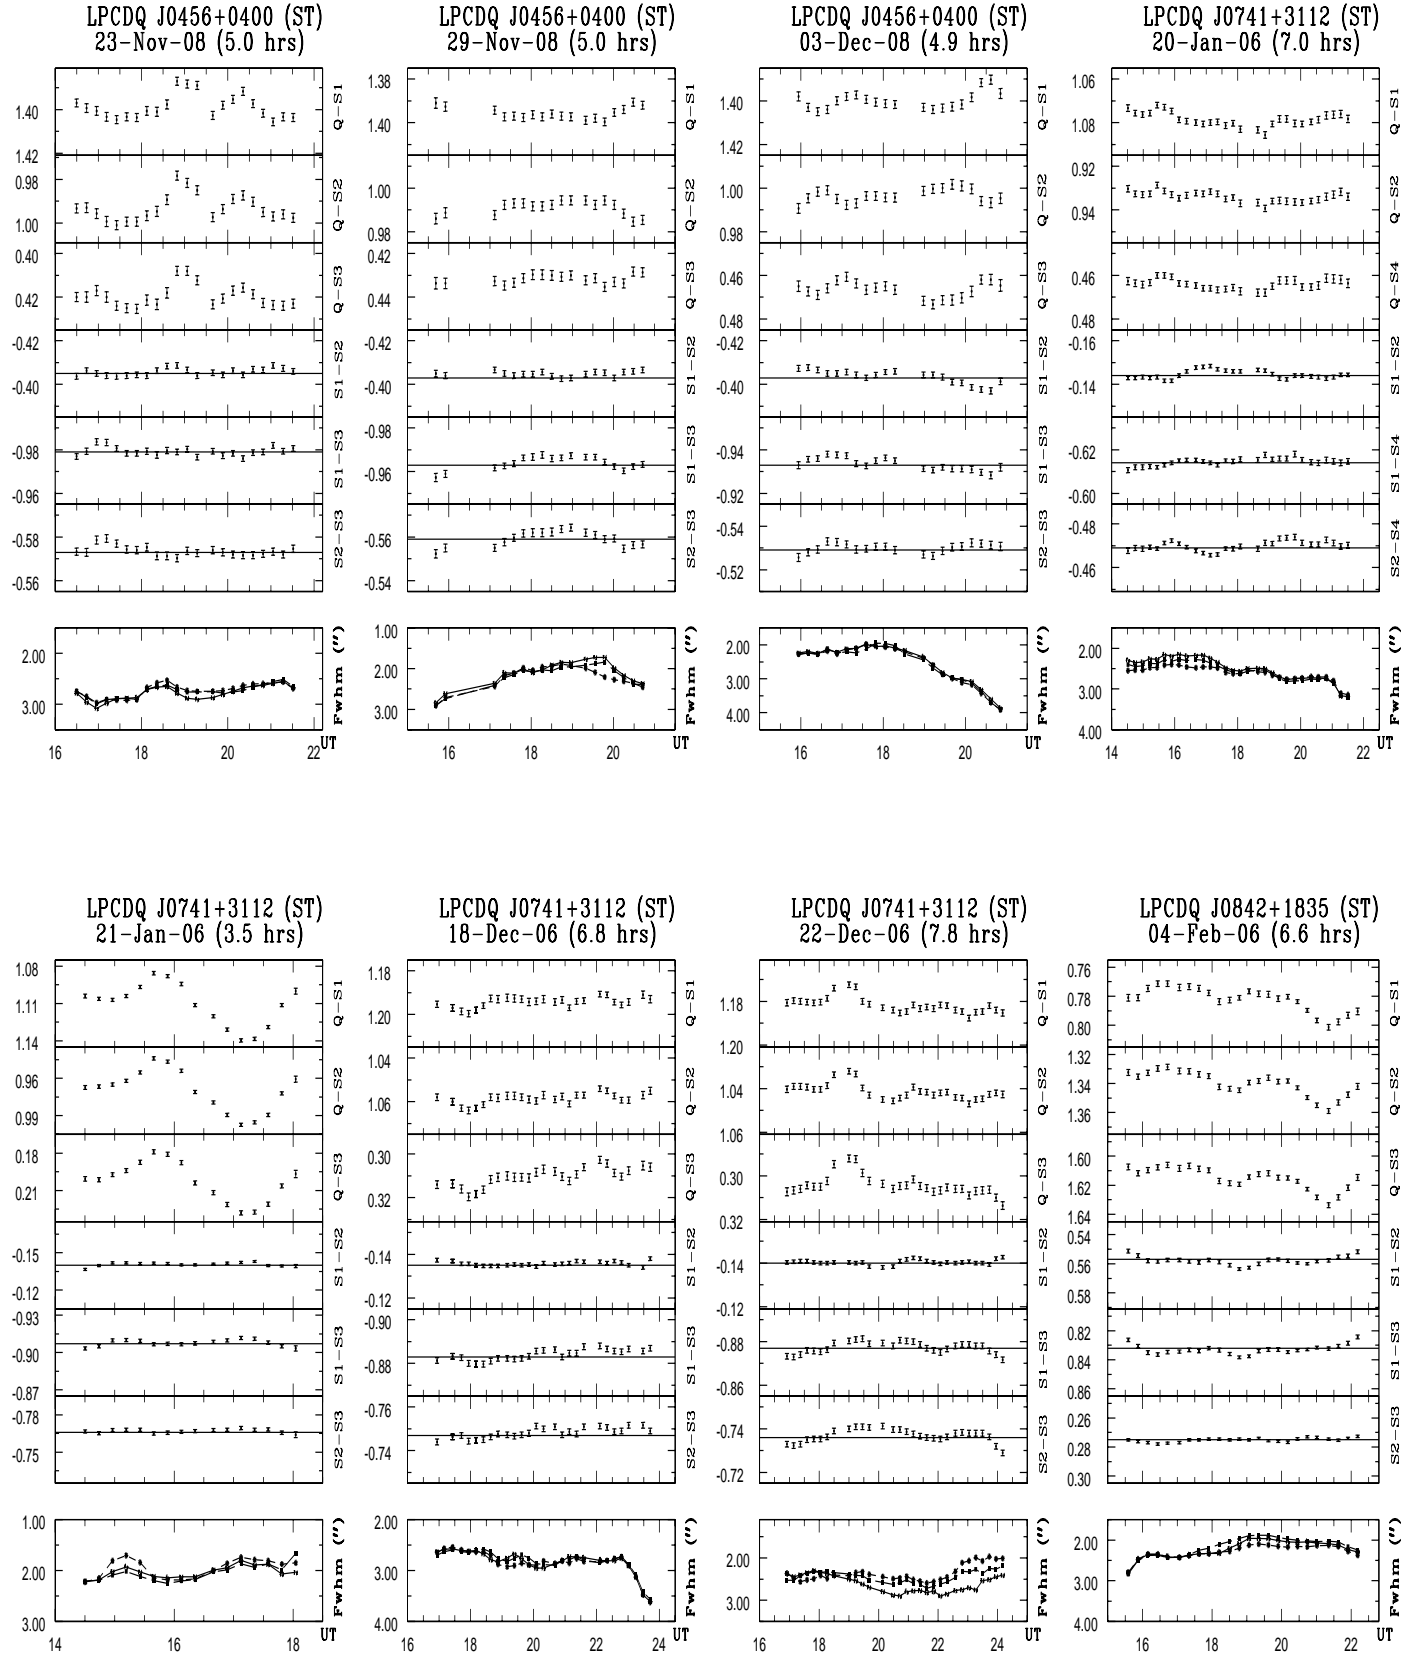 LPCDQ J0456+0400 (ST)
23-Nov-08 (5.0 hrs)
1.40
1.42
Q-S1
0.98
1.00
Q-S2
0.40
0.42
Q-S3
-0.42
-0.40
S1-S2
-0.98
-0.96
S1-S3
-0.58
-0.56
S2-S3
2.00
3.00
Fwhm (")
16 18 20 22 UT
LPCDQ J0456+0400 (ST)
29-Nov-08 (5.0 hrs)
1.38
1.40
Q-S1
1.00
0.98
Q-S2
0.42
0.44
Q-S3
-0.42
-0.40
S1-S2
-0.98
-0.96
S1-S3
-0.56
-0.54
S2-S3
1.00
2.00
3.00
Fwhm (")
16 18 20 UT
LPCDQ J0456+0400 (ST)
03-Dec-08 (4.9 hrs)
1.40
1.42
Q-S1
1.00
0.98
Q-S2
0.46
0.48
Q-S3
-0.42
-0.40
S1-S2
-0.94
-0.92
S1-S3
-0.54
-0.52
S2-S3
2.00
3.00
4.00
Fwhm (")
16 18 20 UT
LPCDQ J0741+3112 (ST)
20-Jan-06 (7.0 hrs)
1.06
1.08
Q-S1
0.92
0.94
Q-S2
0.46
0.48
Q-S4
-0.16
-0.14
S1-S2
-0.62
-0.60
S1-S4
-0.48
-0.46
S2-S4
2.00
3.00
4.00
Fwhm (")
14 16 18 20 22 UT
LPCDQ J0741+3112 (ST)
21-Jan-06 (3.5 hrs)
1.08
1.11
1.14
Q-S1
0.96
0.99
Q-S2
0.18
0.21
Q-S3
-0.15
-0.12
S1-S2
-0.93
-0.90
-0.87
S1-S3
-0.78
-0.75
S2-S3
1.00
2.00
3.00
Fwhm (")
14 16 18 UT
LPCDQ J0741+3112 (ST)
18-Dec-06 (6.8 hrs)
1.18
1.20
Q-S1
1.04
1.06
Q-S2
0.30
0.32
Q-S3
-0.14
-0.12
S1-S2
-0.90
-0.88
S1-S3
-0.76
-0.74
S2-S3
2.00
3.00
4.00
Fwhm (")
16 18 20 22 24 UT
LPCDQ J0741+3112 (ST)
22-Dec-06 (7.8 hrs)
1.18
1.20
Q-S1
1.04
1.06
Q-S2
0.30
0.32
Q-S3
-0.14
-0.12
S1-S2
-0.88
-0.86
S1-S3
-0.74
-0.72
S2-S3
2.00
3.00
Fwhm (")
16 18 20 22 24 UT
LPCDQ J0842+1835 (ST)
04-Feb-06 (6.6 hrs)
0.76
0.78
0.80
Q-S1
1.32
1.34
1.36
Q-S2
1.60
1.62
1.64
Q-S3
0.54
0.56
0.58
S1-S2
0.82
0.84
0.86
S1-S3
0.26
0.28
0.30
S2-S3
1.00
2.00
3.00
4.00
Fwhm (")
15 16 18 20 22 UT